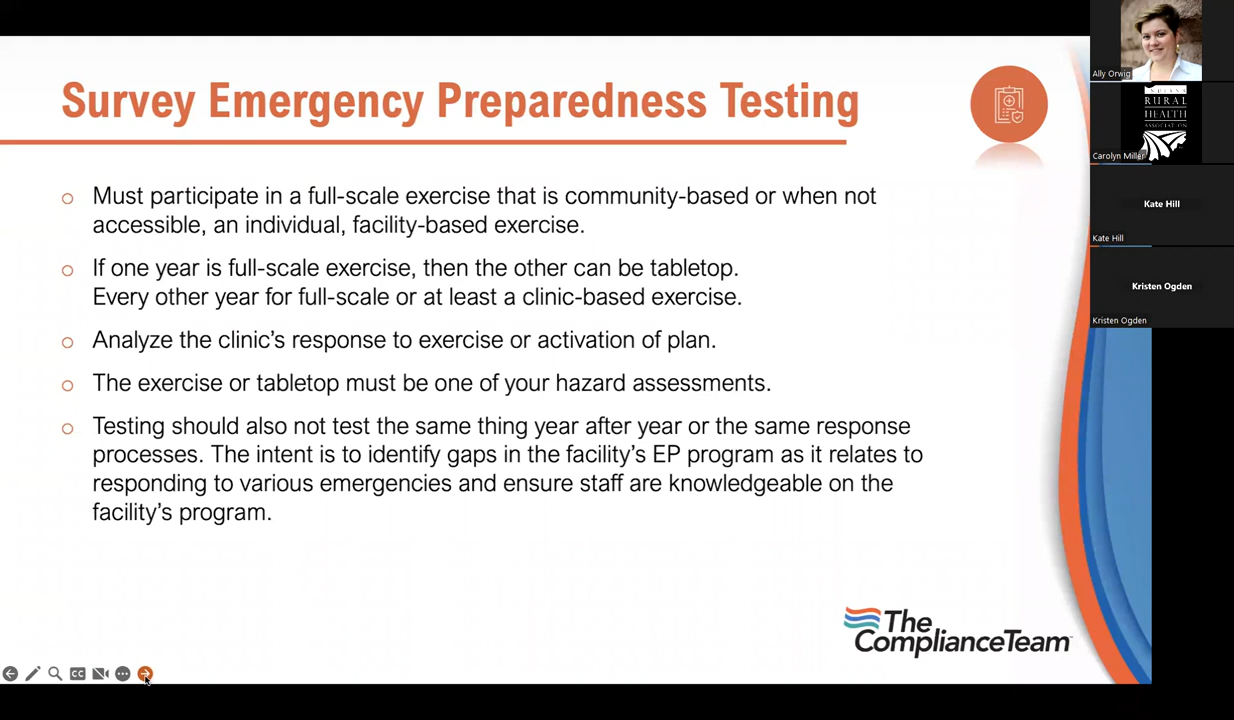 Survey Emergency Preparedness Testing
Must participate in a full-scale exercise that is community-based or when not
accessible, an individual, facility-based exercise.
If one year is full-scale exercise, then the other can be tabletop.
Every other year for full-scale or at least a clinic-based exercise.
Analyze the clinic's response to exercise or activation of plan.
The exercise or tabletop must be one of your hazard assessments.
Testing should also not test the same thing year after year or the same response
processes. The intent is to identify gaps in the facility's EP program as it relates to
responding to various emergencies and ensure staff are knowledgeable on the
facility's program.
The
ComplianceTeam
CC
Ally Orwig
INDIANA
RURAL
HEALTH
ASSOCIATION
Carolyn Miller
Kate Hill
Kate Hill
Kristen Ogden
Kristen Ogden